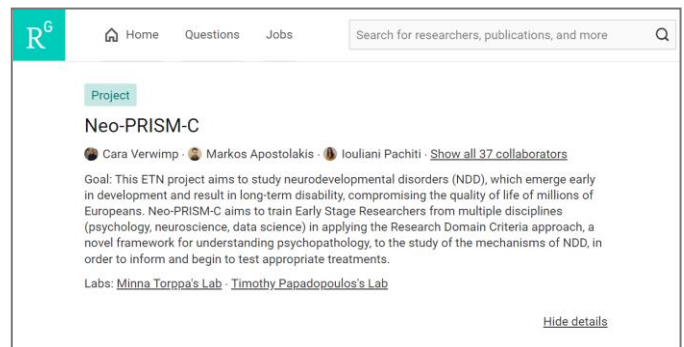 RG
Home Questions Jobs Search for researchers, publications, and more
Project
Neo-PRISM-C
Cara Verwimp · Markos Apostolakis · Iouliani Pachiti · Show all 37 collaborators
Goal: This ETN project aims to study neurodevelopmental disorders (NDD), which emerge early
in development and result in long-term disability, compromising the quality of life of millions of
Europeans. Neo-PRISM-C aims to train Early Stage Researchers from multiple disciplines
(psychology, neuroscience, data science) in applying the Research Domain Criteria approach, a
novel framework for understanding psychopathology, to the study of the mechanisms of NDD, in
order to inform and begin to test appropriate treatments.
Labs: Minna Torppa's Lab · Timothy Papadopoulos's Lab
Hide details